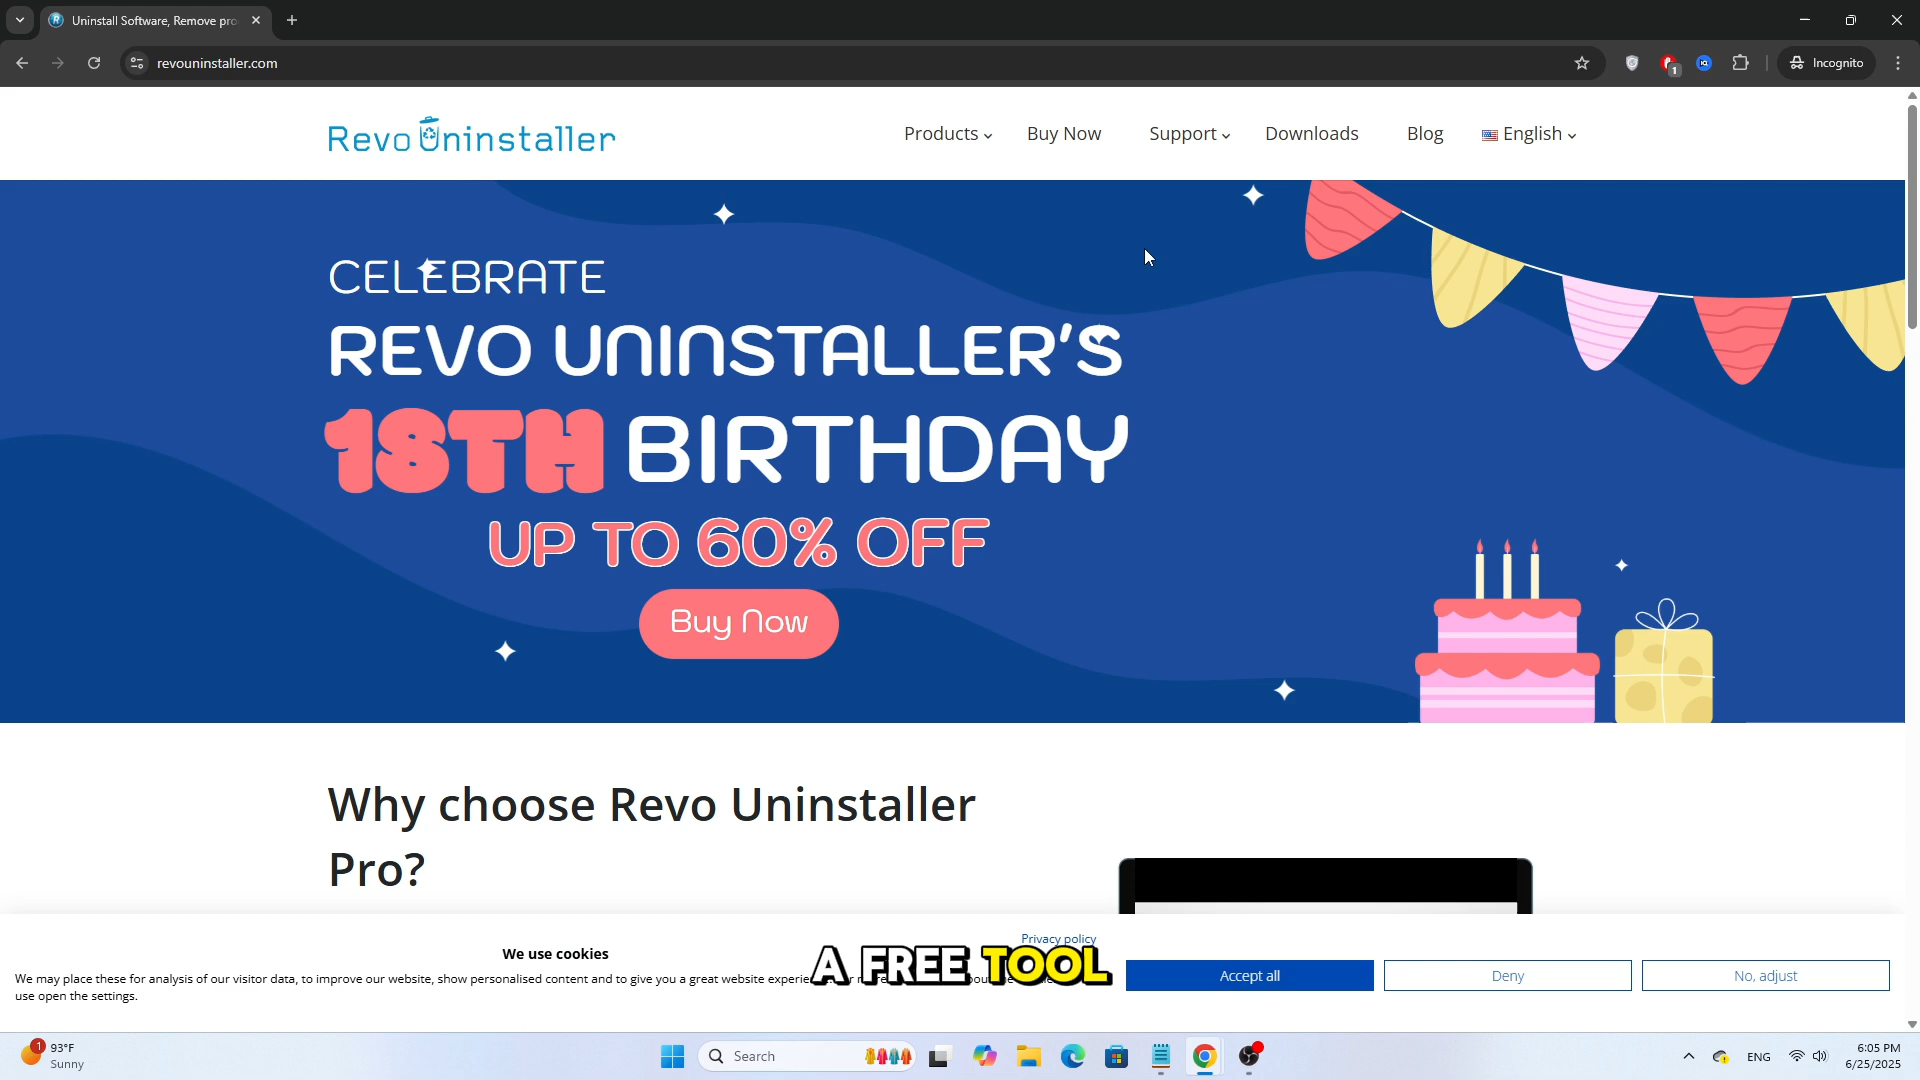 Uninstall Software, Remove pro
revouninstaller.com
1
Incognito
Revo Uninstaller
Products
Buy Now
Support
Downloads
Blog
English
CELEBRATE
REVO UNINSTALLER'S
18TH BIRTHDAY
UP TO 60% OFF
Buy Now
Why choose Revo Uninstaller
Pro?
We use cookies
Privacy policy
We may place these for analysis of our visitor data, to improve our website, show personalised content and to give you a great website
use open the settings.
A FREE TOOL
Accept all
Deny
No, adjust
1
93°F
Sunny
Search
ENG
6:05 PM
6/25/2025